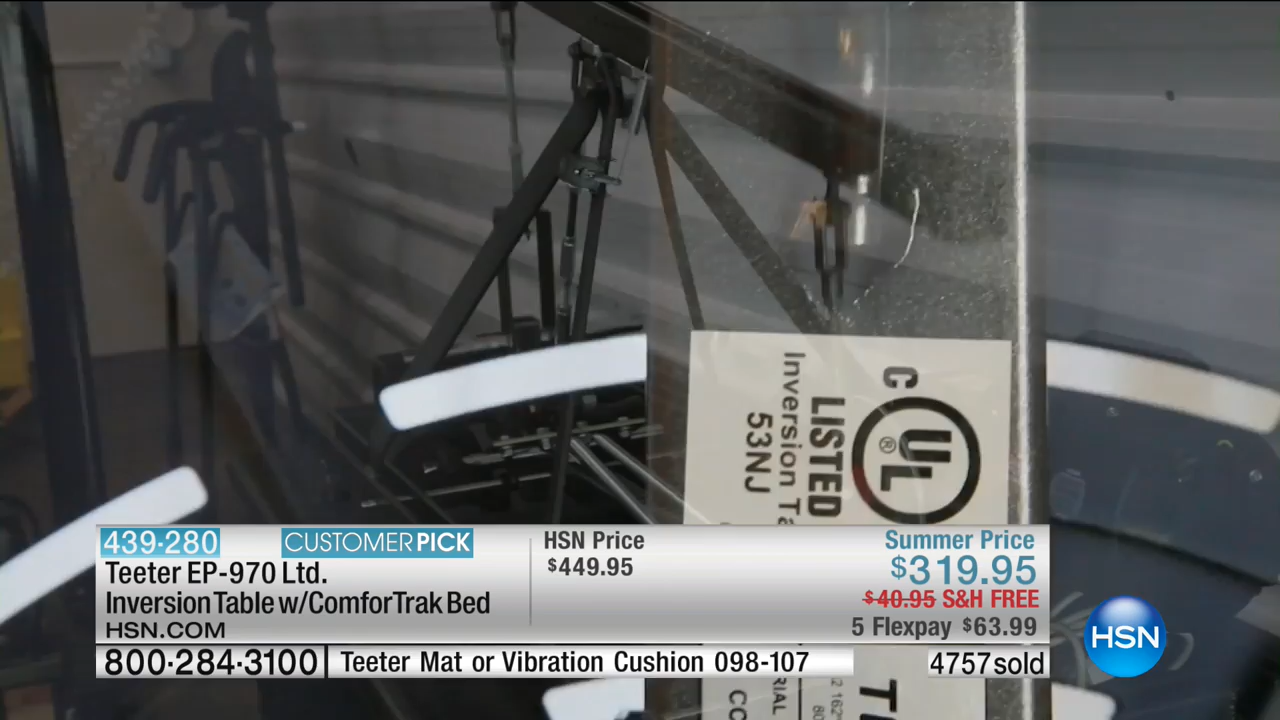 C
UL
®
LISTED
Inversion
53NJ
439·280
CUSTOMER PICK
Teeter EP-970 Ltd.
Inversion Table w/ComforTrak Bed
HSN.COM
HSN Price
$449.95
Summer Price
$319.95
$40.95 S&H FREE
5 Flexpay $63.99
HSN
800·284·3100
Teeter Mat or Vibration Cushion 098-107
4757 sold